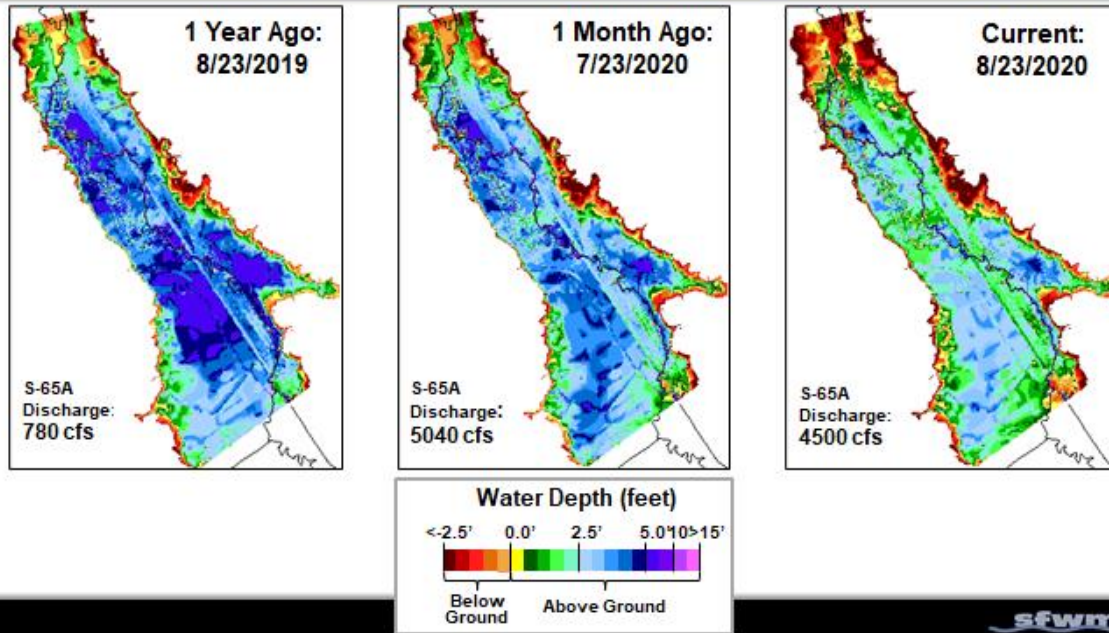 1 Year Ago:
8/23/2019
S-65A
Discharge:
780 cfs
1 Month Ago:
7/23/2020
S-65A
Discharge:
5040 cfs
Current:
8/23/2020
S-65A
Discharge:
4500 cfs
Water Depth (feet)
<-2.5' 0.0' 2.5' 5.0'10'>15'
Below
Ground
Above Ground
sfwm